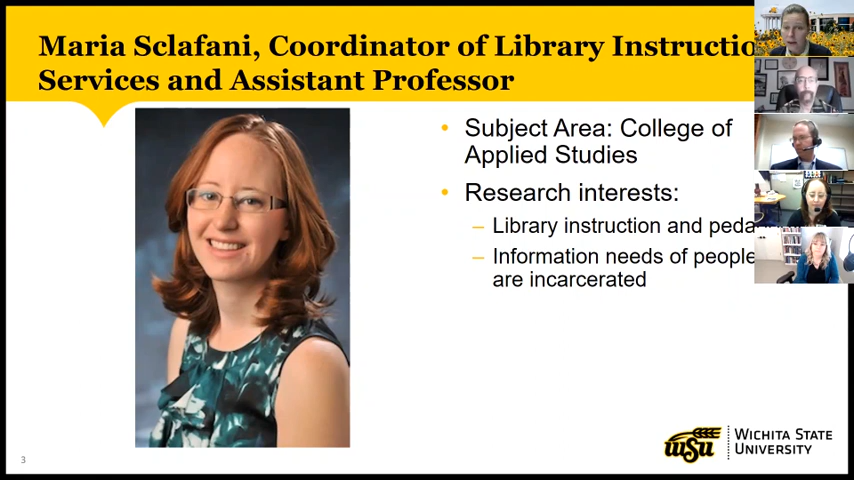 Maria Sclafani, Coordinator of Library Instructio
Services and Assistant Professor
• Subject Area: College of
Applied Studies
• Research interests:
– Library instruction and peda
– Information needs of people
are incarcerated
3
wsu
WICHITA STATE
UNIVERSITY